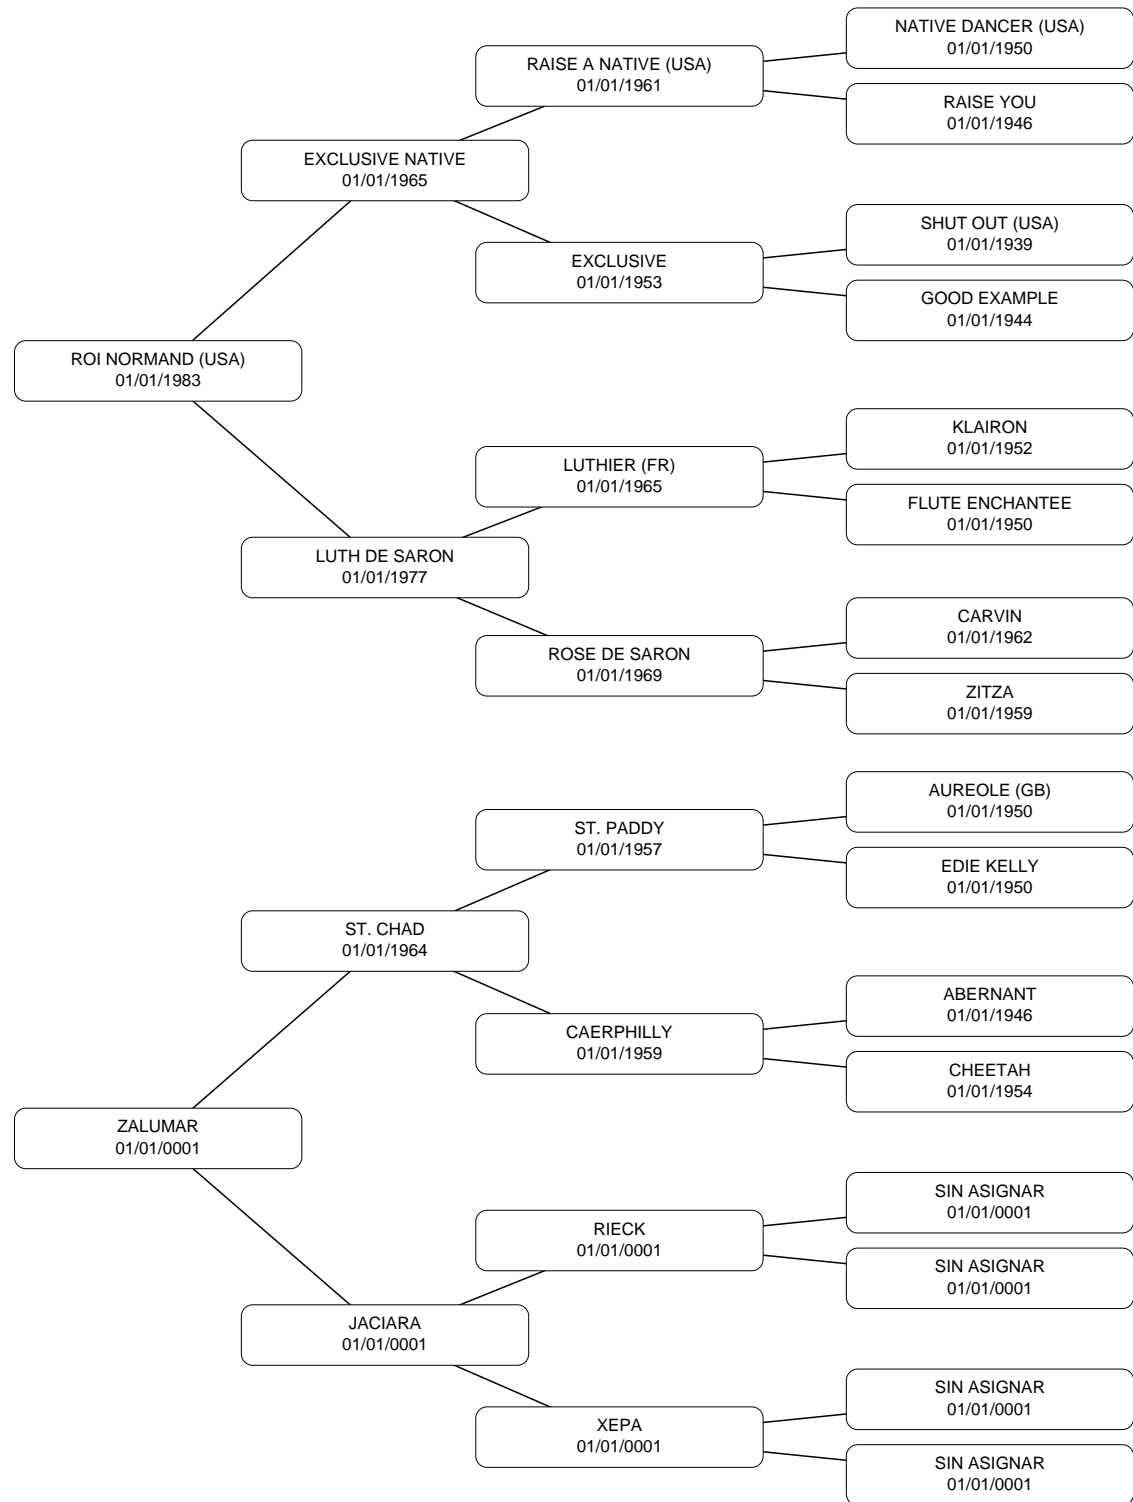 NATIVE DANCER (USA)
01/01/1950
RAISE A NATIVE (USA)
01/01/1961
RAISE YOU
01/01/1946
EXCLUSIVE NATIVE
01/01/1965
SHUT OUT (USA)
01/01/1939
EXCLUSIVE
01/01/1953
GOOD EXAMPLE
01/01/1944
ROI NORMAND (USA)
01/01/1983
KLAIRON
01/01/1952
LUTHIER (FR)
01/01/1965
FLUTE ENCHANTEE
01/01/1950
LUTH DE SARON
01/01/1977
CARVIN
01/01/1962
ROSE DE SARON
01/01/1969
ZITZA
01/01/1959
AUREOLE (GB)
01/01/1950
ST. PADDY
01/01/1957
EDIE KELLY
01/01/1950
ST. CHAD
01/01/1964
ABERNANT
01/01/1946
CAERPHILLY
01/01/1959
CHEETAH
01/01/1954
ZALUMAR
01/01/0001
SIN ASIGNAR
01/01/0001
RIECK
01/01/0001
SIN ASIGNAR
01/01/0001
JACIARA
01/01/0001
SIN ASIGNAR
01/01/0001
XEPA
01/01/0001
SIN ASIGNAR
01/01/0001